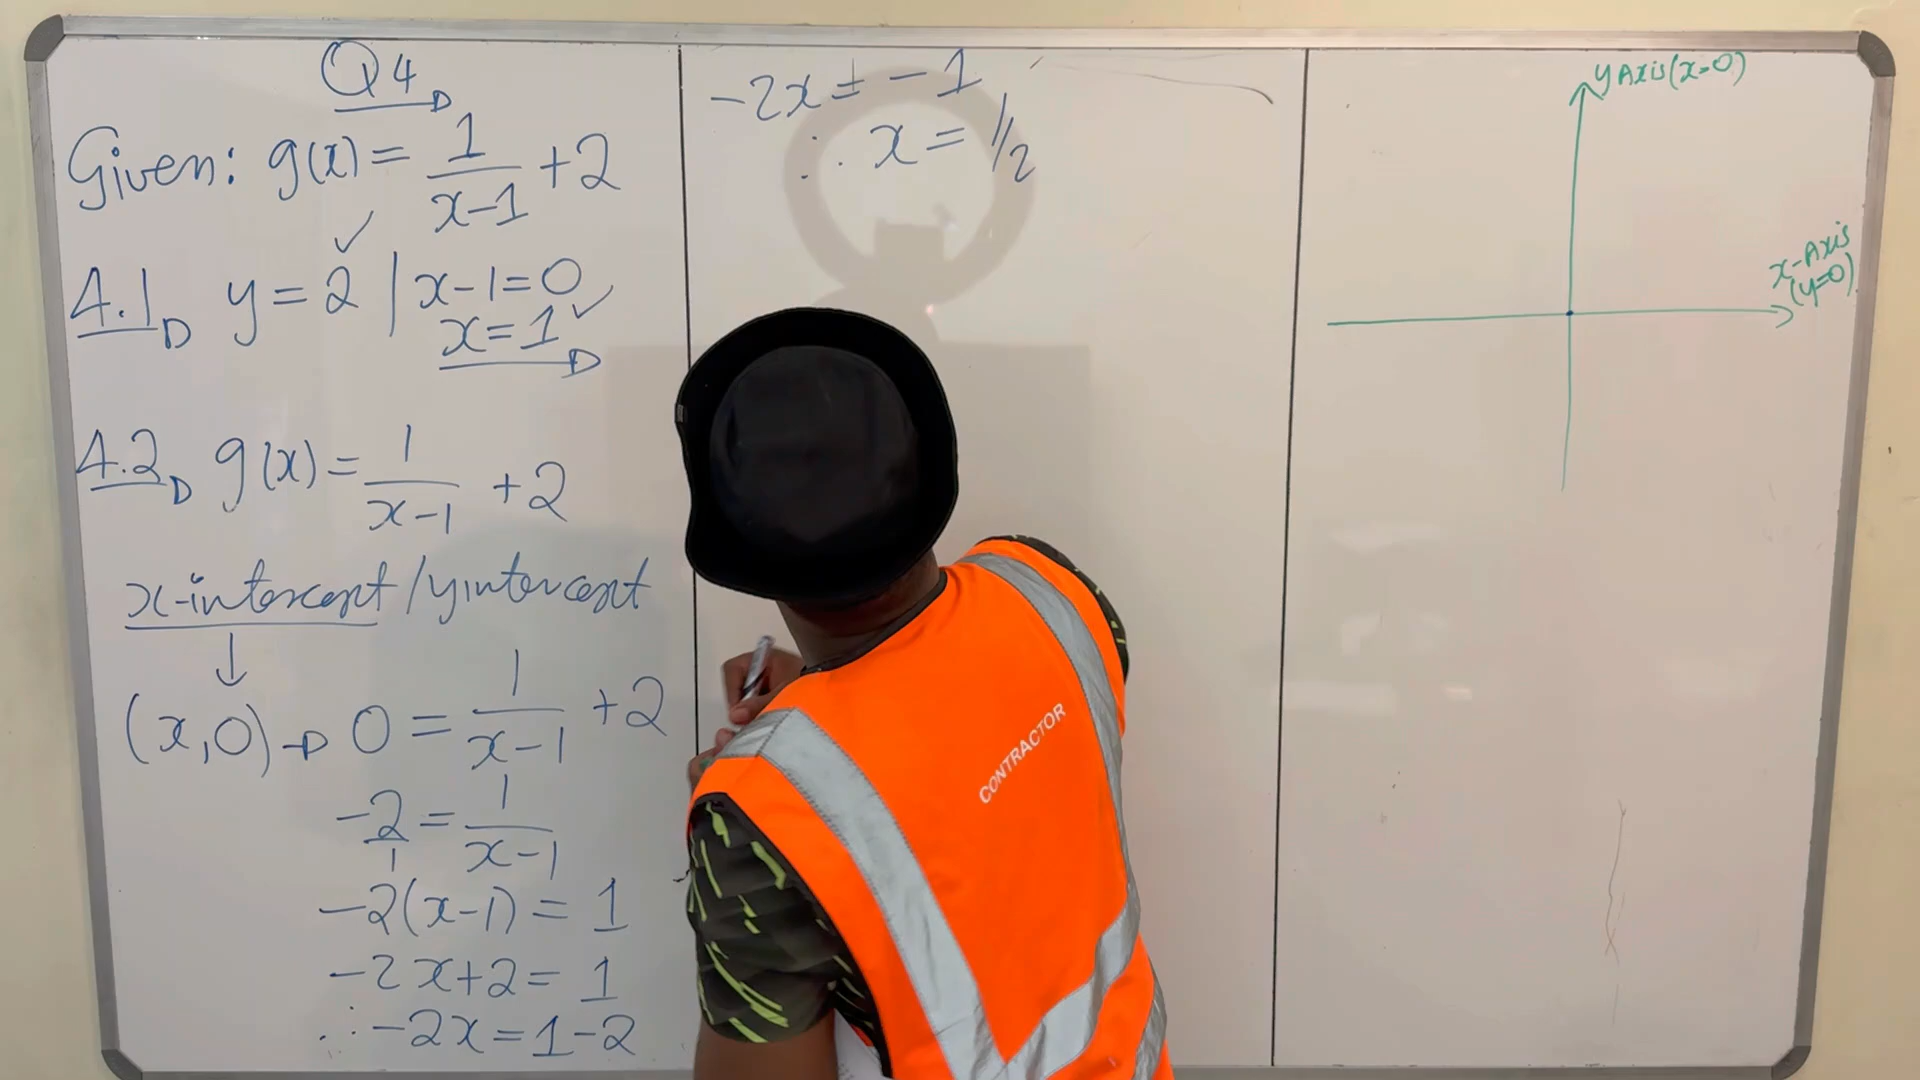 Q4
Given: g(x) = 1/(x-1) + 2
4.1 y = 2 | x-1=0
x=1
4.2 g(x) = 1/(x-1) + 2
x-intercept / y intercept
(x,0) → 0 = 1/(x-1) + 2
-2/1 = 1/(x-1)
-2(x-1) = 1
-2x+2 = 1
∴ -2x = 1-2
-2x = -1
∴ x = 1/2
y Axis (x=0)
x-Axis
(y=0)
CONTRACTOR